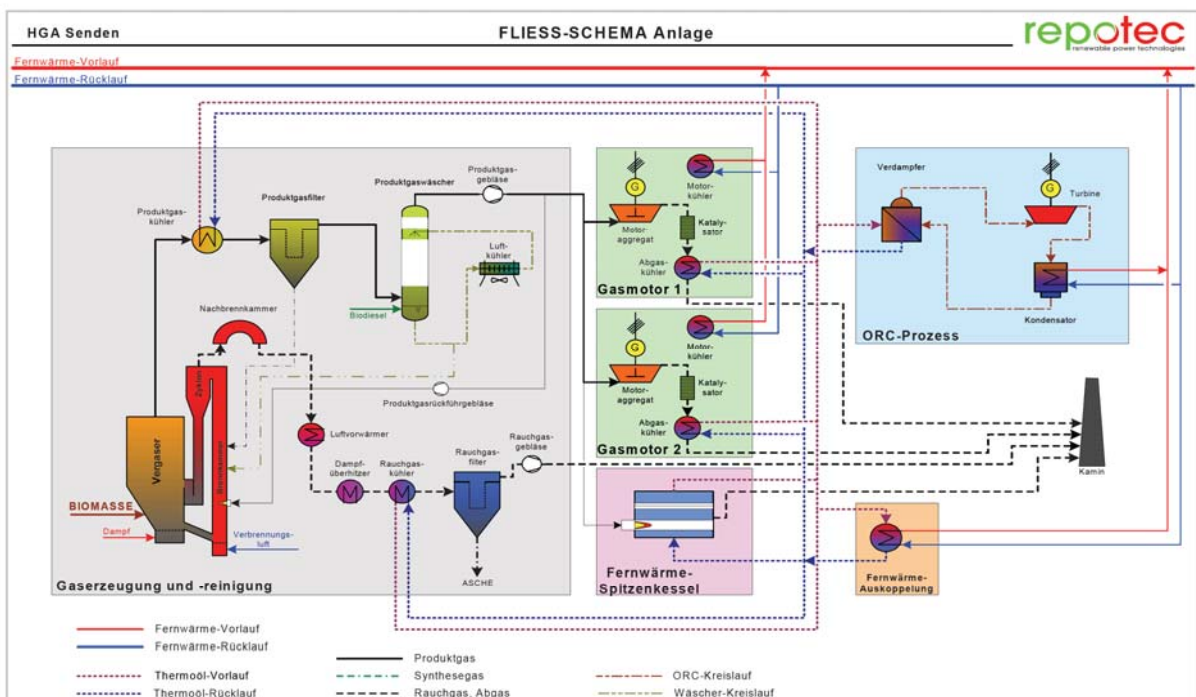 HGA Senden
FLIESS-SCHEMA Anlage
repotec
renewable power technologies
Fernwärme-Vorlauf
Fernwärme-Rücklauf
Produktgas-
kühler
Produktgasfilter
Produktgaswäscher
Produktgas-
gebläse
Luft-
kühler
Biodiesel
Nachbrennkammer
Zyklon
Brennkammer
Vergaser
Produktgasrückführgebläse
Luftvorwärmer
Dampf-
überhitzer
Rauchgas-
kühler
Rauchgas-
filter
Rauchgas-
gebläse
BIOMASSE
Dampf
Verbrennungs-
luft
ASCHE
Gaserzeugung und -reinigung
G
Motor-
kühler
Motor-
aggregat
Kataly-
sator
Abgas-
kühler
Gasmotor 1
G
Motor-
kühler
Motor-
aggregat
Kataly-
sator
Abgas-
kühler
Gasmotor 2
Fernwärme-
Spitzenkessel
Verdampfer
G
Turbine
Kondensator
ORC-Prozess
Kamin
Fernwärme-
Auskoppelung
Fernwärme-Vorlauf
Fernwärme-Rücklauf
Thermoöl-Vorlauf
Thermoöl-Rücklauf
Produktgas
Synthesegas
Rauchgas, Abgas
ORC-Kreislauf
Wäscher-Kreislauf